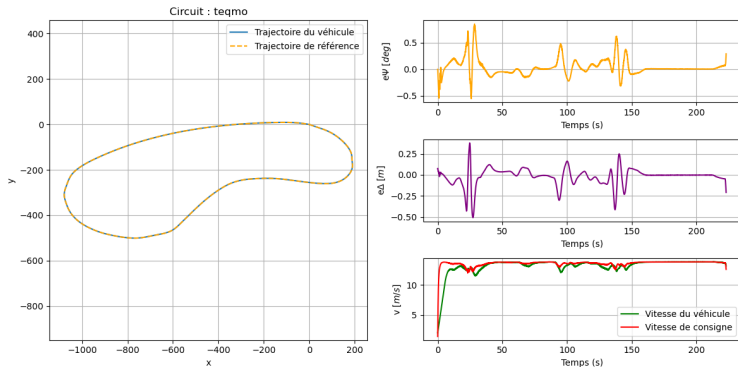 Circuit : teqmo
Trajectoire du véhicule
Trajectoire de référence
400
200
0
−200
−400
−600
−800
y
−1000
−800
−600
−400
−200
0
200
x
0.5
0.0
−0.5
eΨ [deg]
0
50
100
150
200
Temps (s)
0.25
0.00
−0.25
−0.50
eΔ [m]
0
50
100
150
200
Temps (s)
10
5
v [m/s]
Vitesse du véhicule
Vitesse de consigne
0
50
100
150
200
Temps (s)